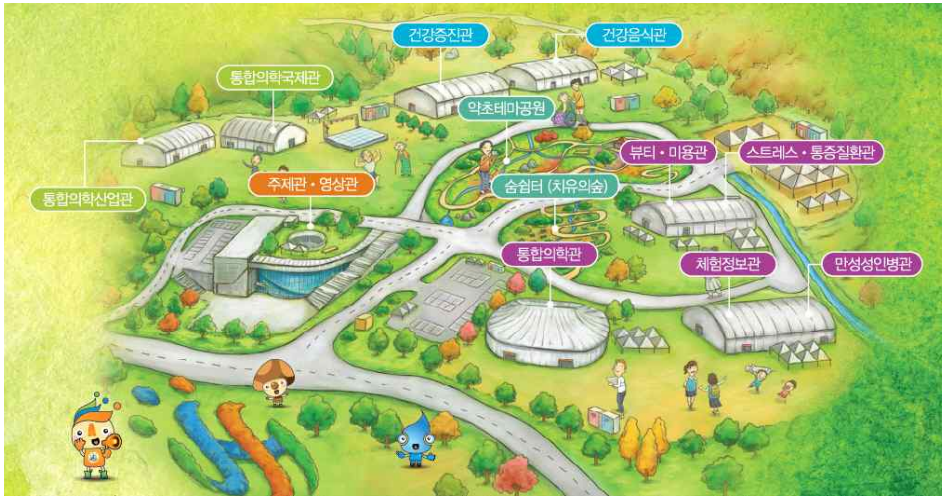 건강증진관
건강음식관
통합의학국제관
약초테마공원
뷰티・미용관
스트레스・통증질환관
주제관・영상관
숨쉼터 (치유의숲)
통합의학산업관
통합의학관
체험정보관
만성성인병관